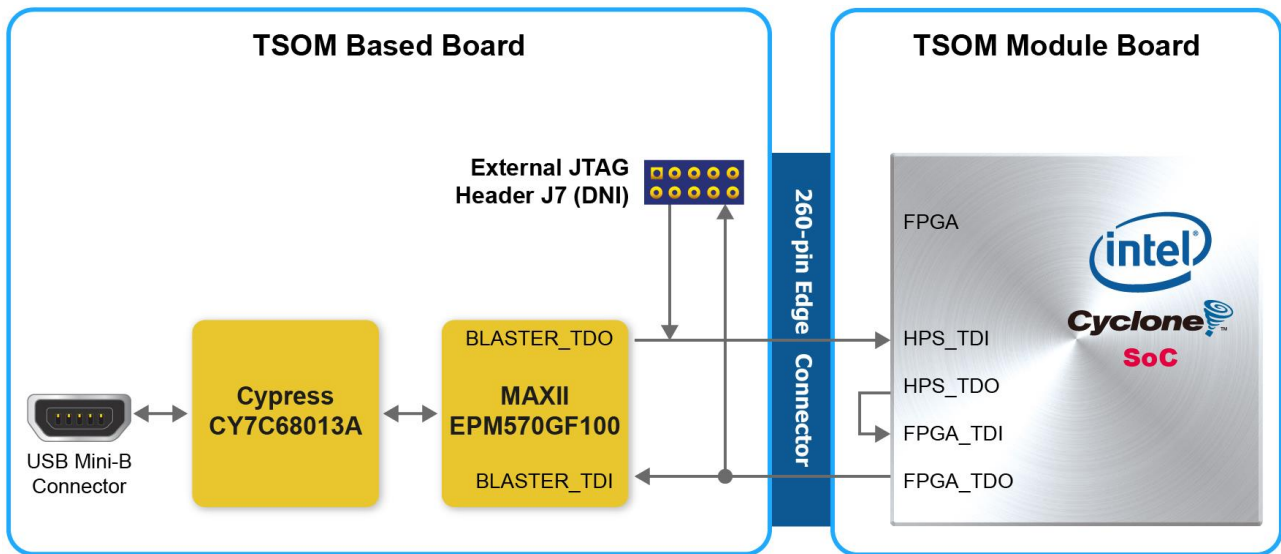 TSOM Based Board
TSOM Module Board
External JTAG
Header J7 (DNI)
260-pin Edge Connector
FPGA
intel
®
Cyclone
™
SoC
BLASTER_TDO
HPS_TDI
HPS_TDO
Cypress
CY7C68013A
MAXII
EPM570GF100
FPGA_TDI
USB Mini-B
Connector
BLASTER_TDI
FPGA_TDO